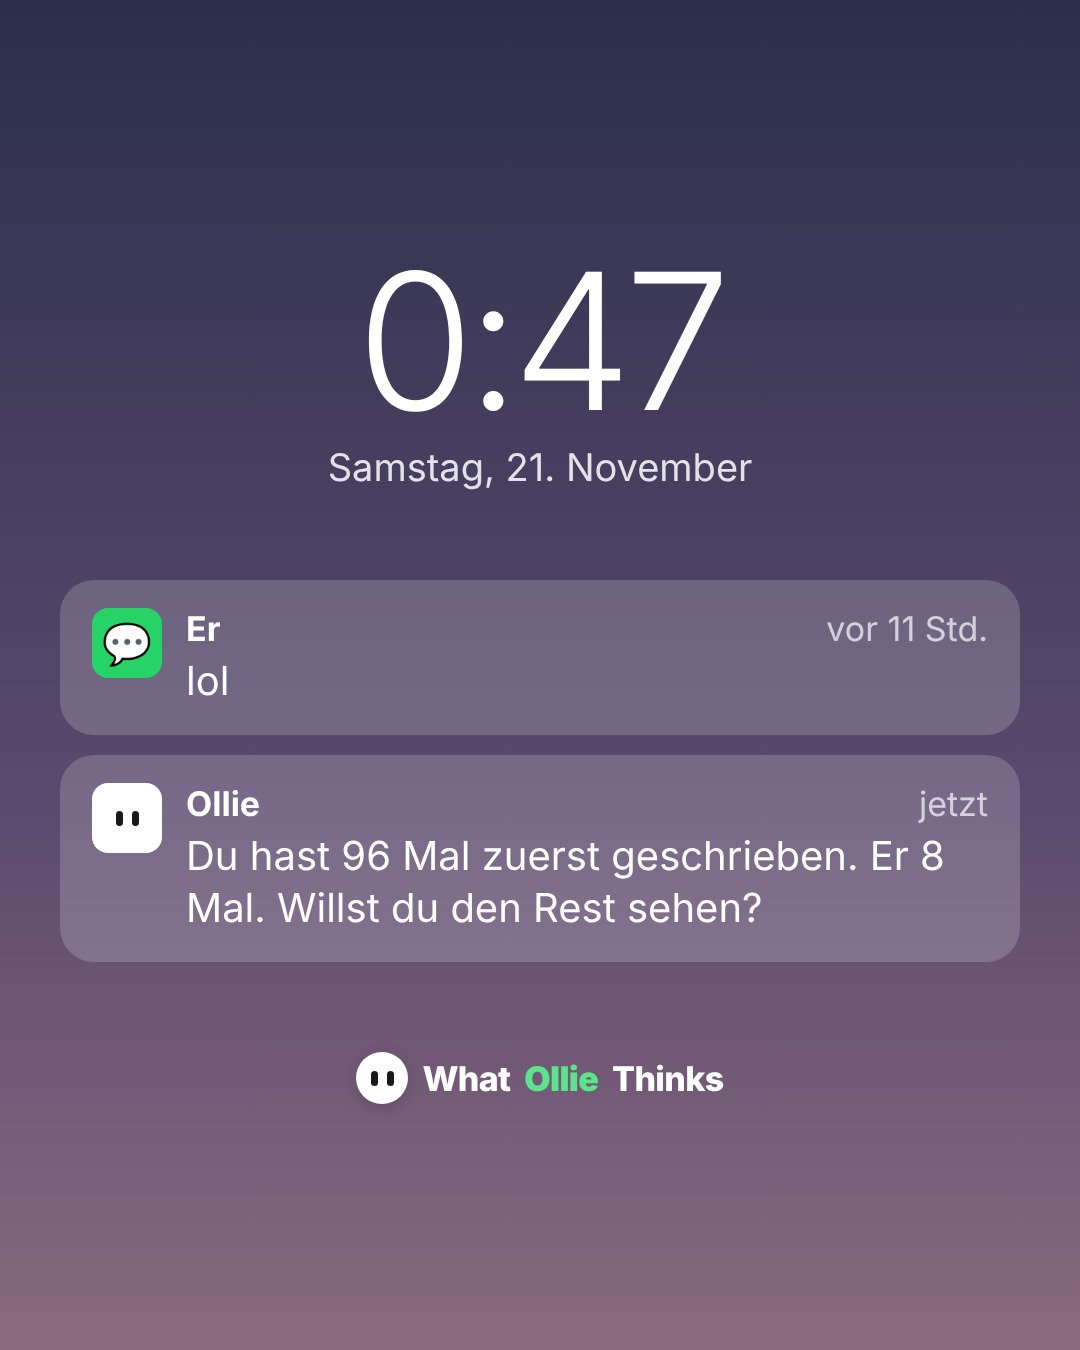 0:47
Samstag, 21. November
Er
vor 11 Std.
lol
Ollie
jetzt
Du hast 96 Mal zuerst geschrieben. Er 8
Mal. Willst du den Rest sehen?
What Ollie Thinks